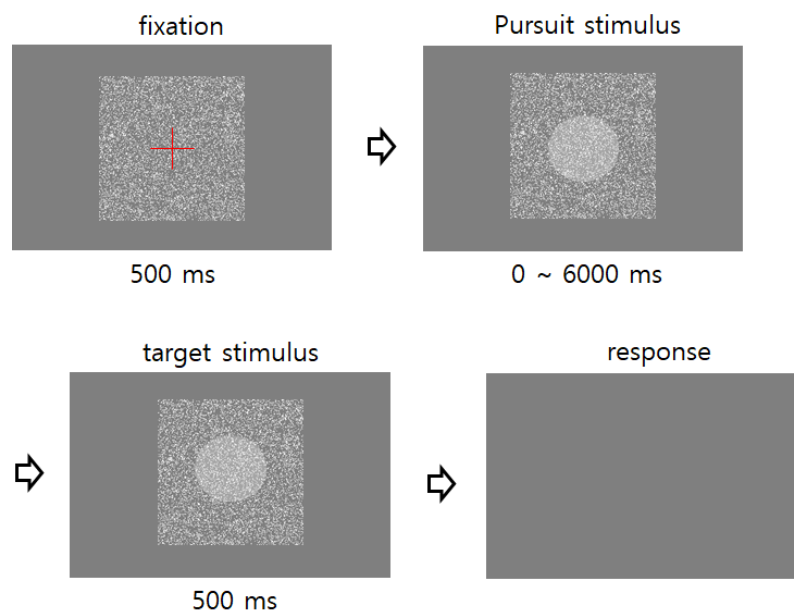 fixation
Pursuit stimulus
500 ms
0 ~ 6000 ms
target stimulus
response
500 ms